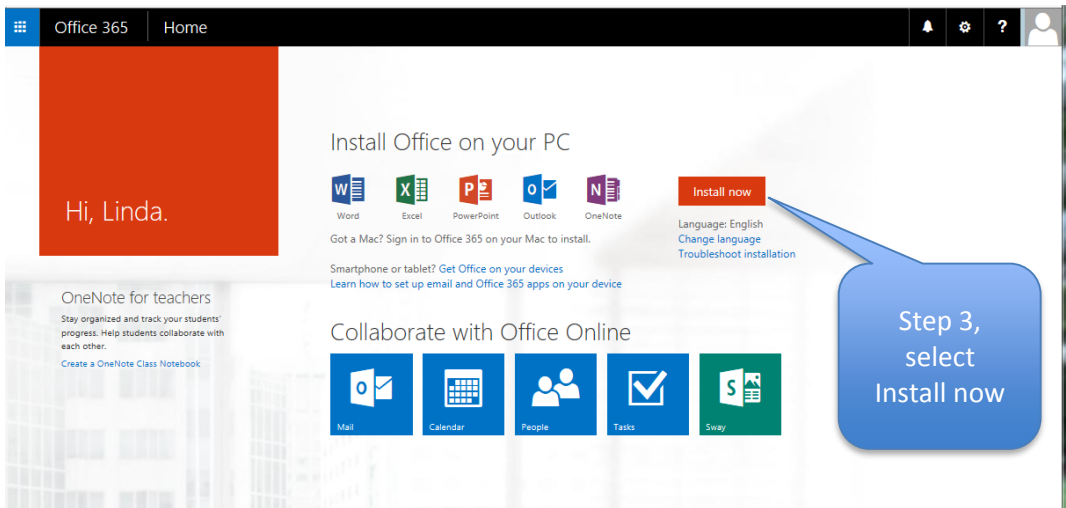 Office 365
Home
?
Hi, Linda.
OneNote for teachers
Stay organized and track your students'
progress. Help students collaborate with
each other.
Create a OneNote Class Notebook
Install Office on your PC
W
X
P
O
N
Word
Excel
PowerPoint
Outlook
OneNote
Got a Mac? Sign in to Office 365 on your Mac to install.
Smartphone or tablet? Get Office on your devices
Learn how to set up email and Office 365 apps on your device
Install now
Language: English
Change language
Troubleshoot installation
Collaborate with Office Online
O
S
Mail
Calendar
People
Tasks
Sway
Step 3,
select
Install now